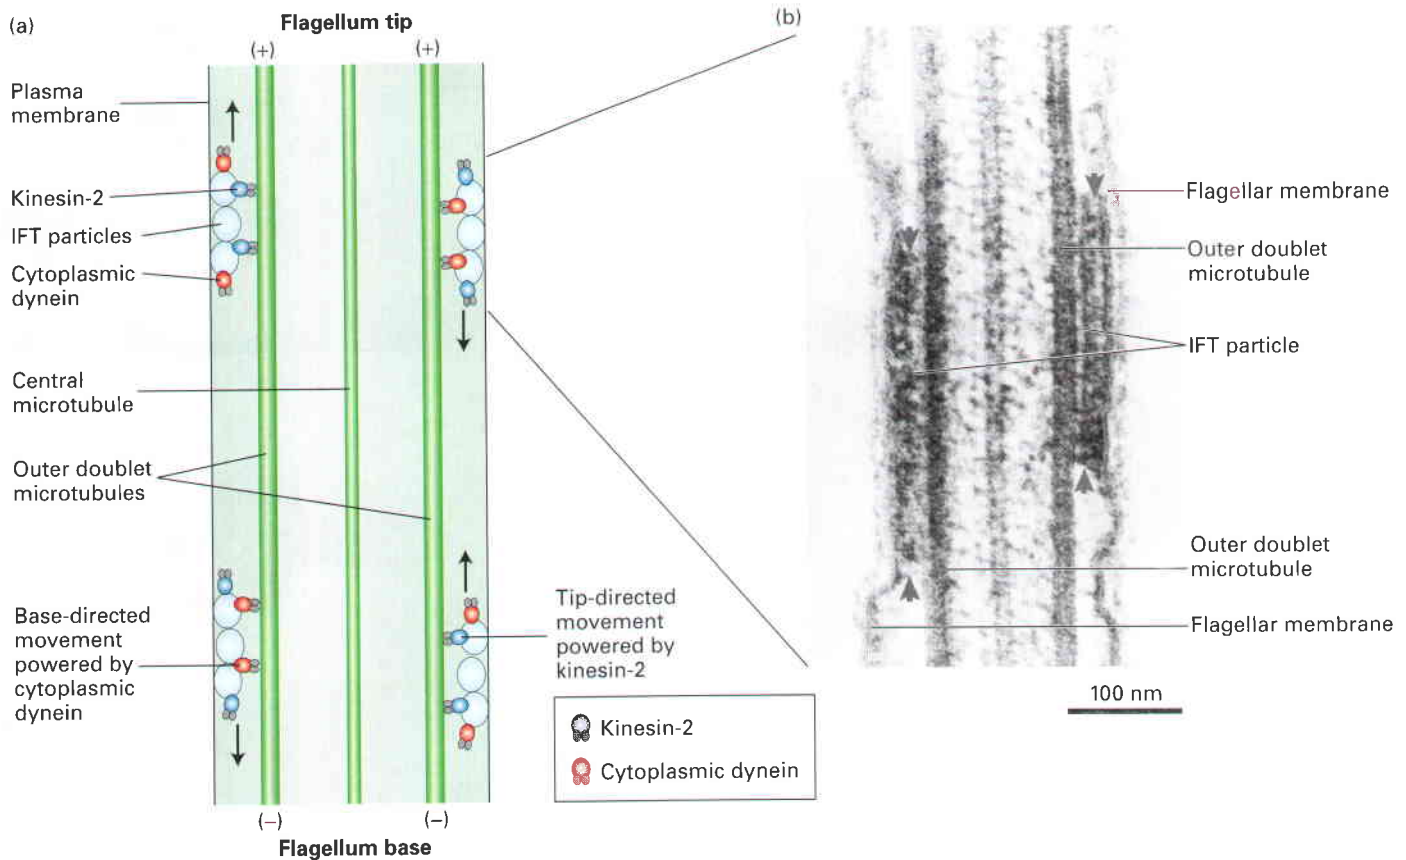 (a)
Flagellum tip
(+)
(+)
Plasma
membrane
Kinesin-2
IFT particles
Cytoplasmic
dynein
Central
microtubule
Outer doublet
microtubules
Base-directed
movement
powered by
cytoplasmic
dynein
Tip-directed
movement
powered by
kinesin-2
Kinesin-2
Cytoplasmic dynein
(−)
(−)
Flagellum base
(b)
Flagellar membrane
Outer doublet
microtubule
IFT particle
Outer doublet
microtubule
Flagellar membrane
100 nm